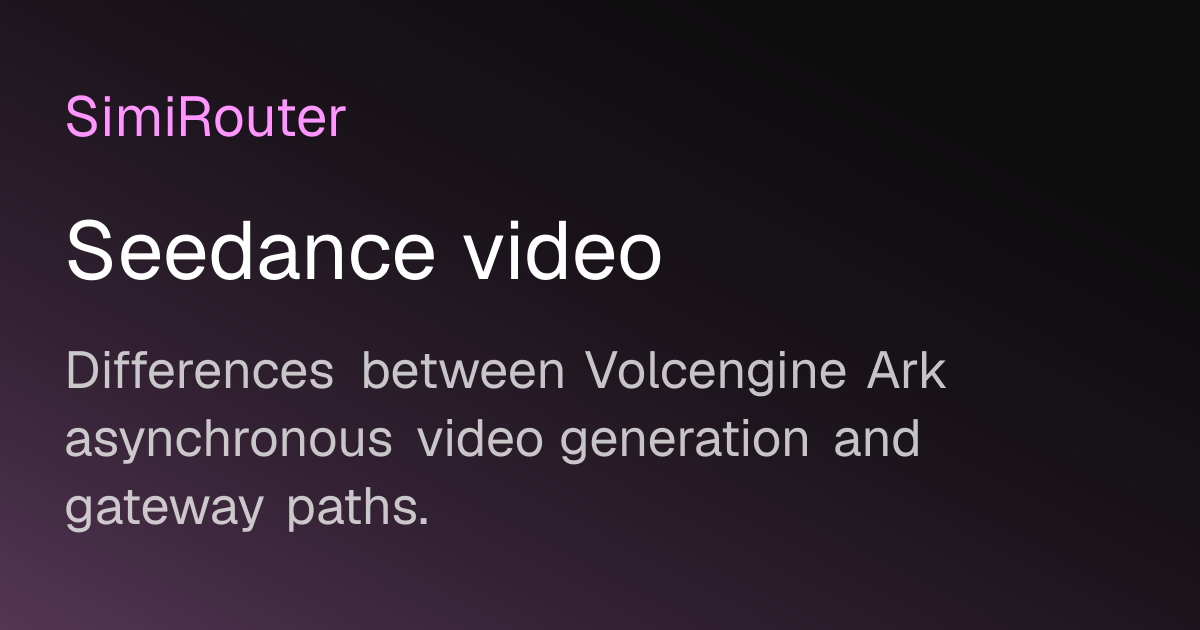 SimiRouter
Seedance video
Differences between Volcengine Ark
asynchronous video generation and
gateway paths.